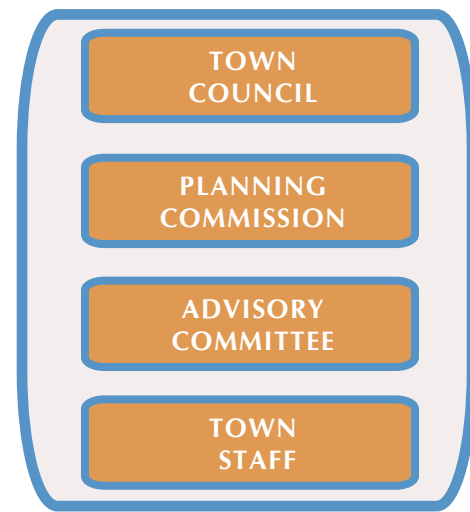 TOWN
COUNCIL
PLANNING
COMMISSION
ADVISORY
COMMITTEE
TOWN
STAFF